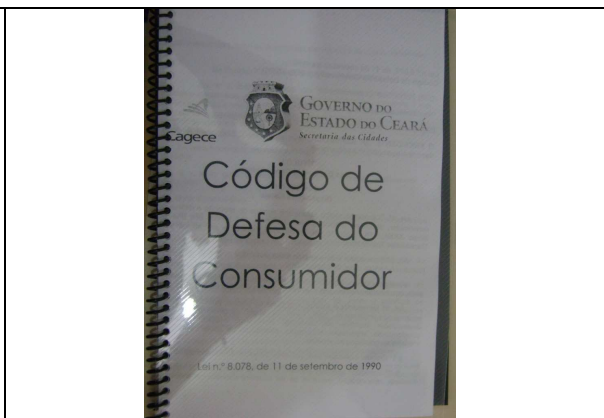 Cagece
GOVERNO DO
ESTADO DO CEARÁ
Secretaria das Cidades
Código de
Defesa do
Consumidor
Lei n.º 8.078, de 11 de setembro de 1990